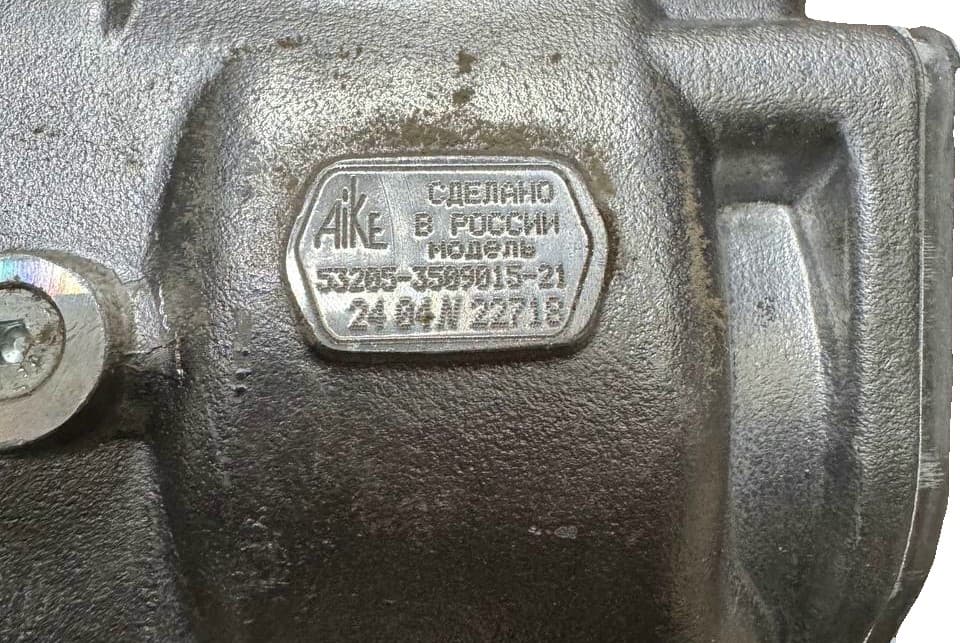 AiKE
СДЕЛАНО
В РОССИИ
модель
53205-3509015-21
24 04 N 22718